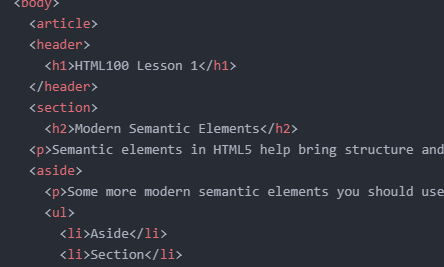 <body>
<article>
<header>
<h1>HTML100 Lesson 1</h1>
</header>
<section>
<h2>Modern Semantic Elements</h2>
<p>Semantic elements in HTML5 help bring structure and
<aside>
<p>Some more modern semantic elements you should use
<ul>
<li>Aside</li>
<li>Section</li>